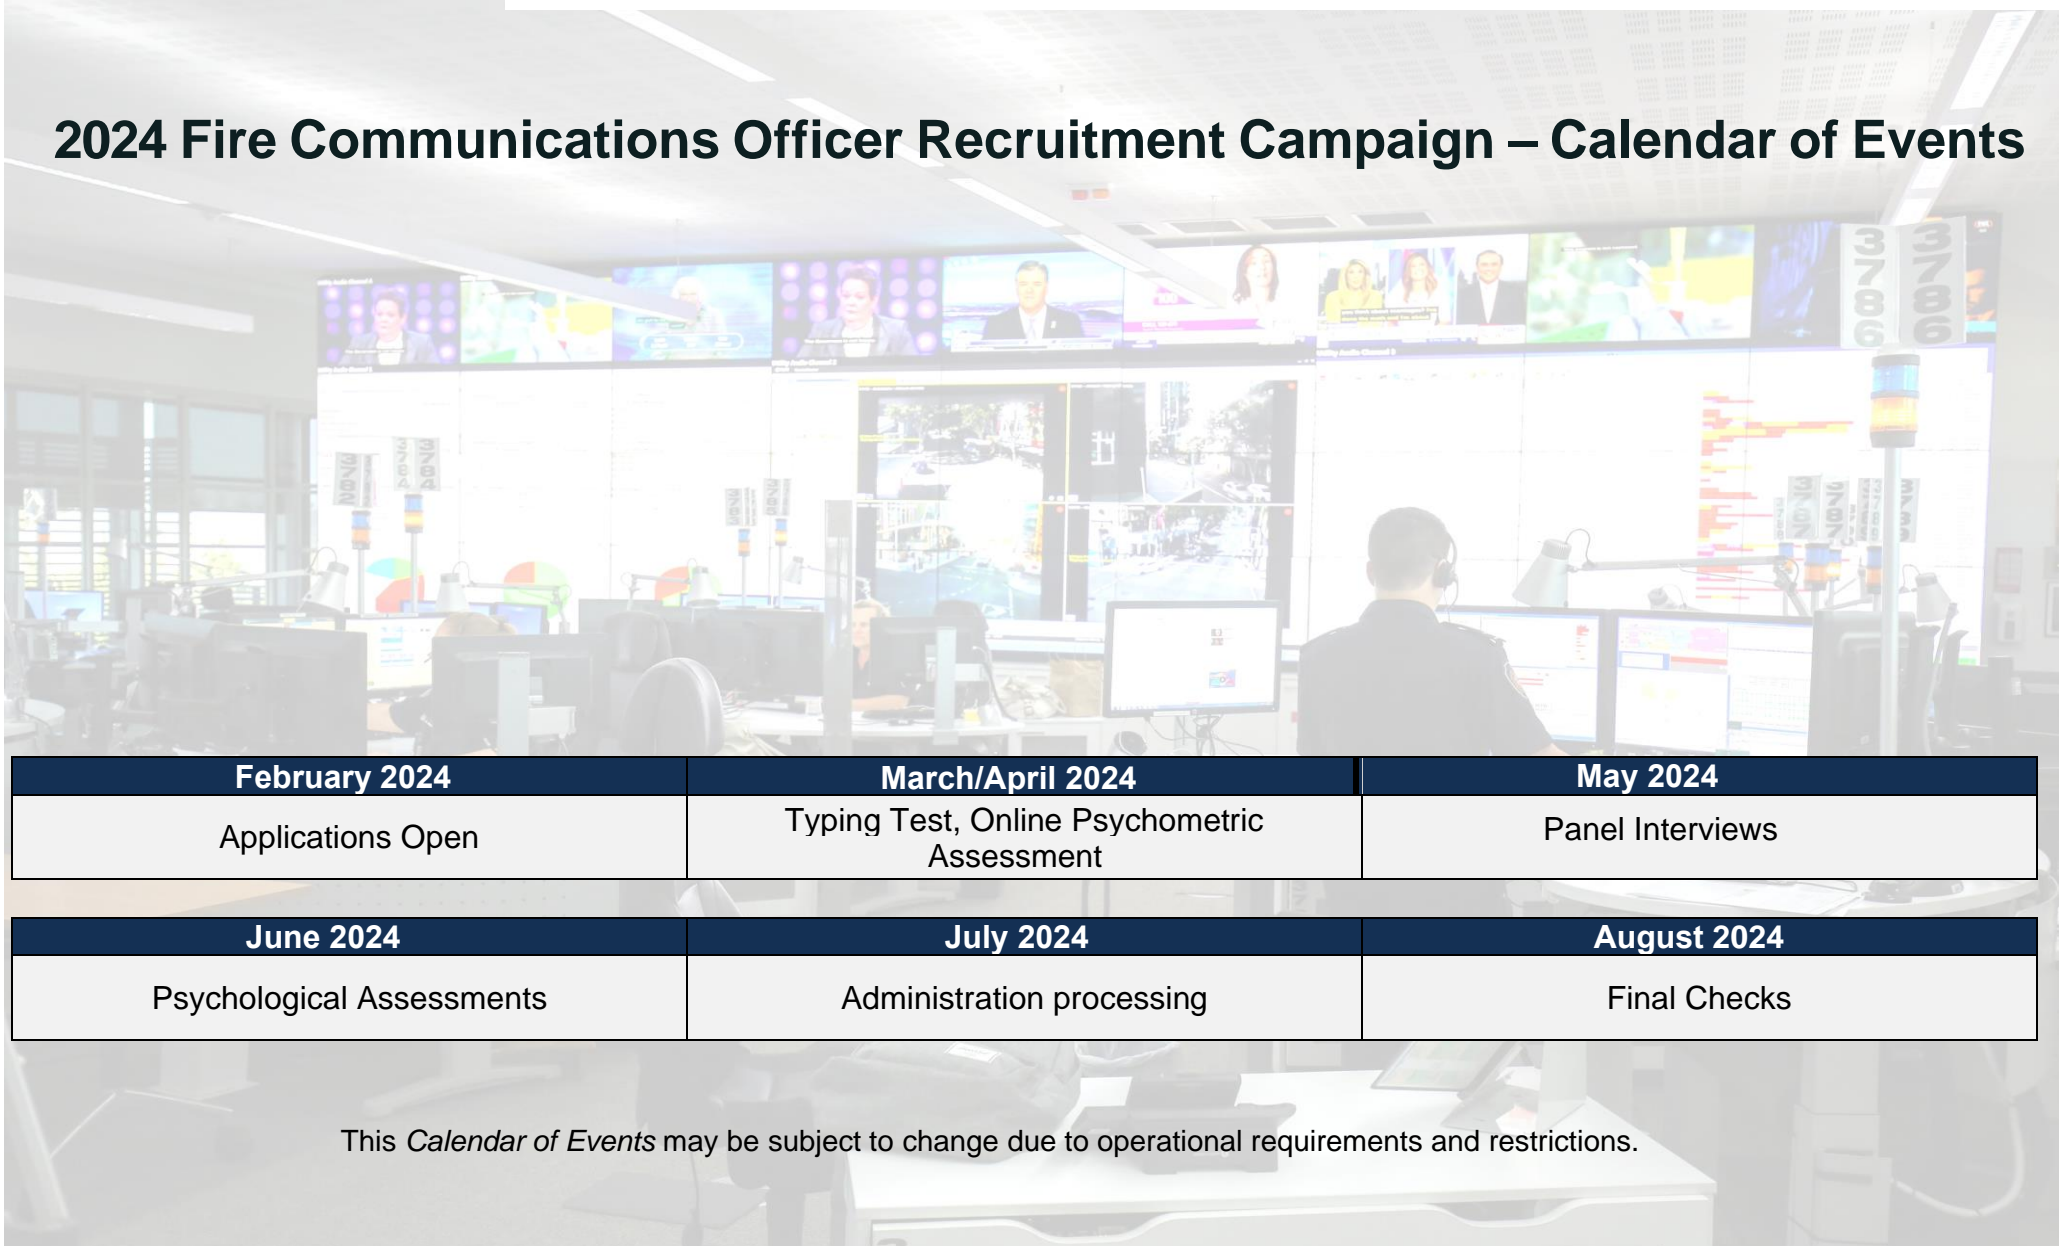 2024 Fire Communications Officer Recruitment Campaign – Calendar of Events
3786
3786
February 2024
March/April 2024
May 2024
Applications Open
Typing Test, Online Psychometric
Assessment
Panel Interviews
June 2024
July 2024
August 2024
Psychological Assessments
Administration processing
Final Checks
This Calendar of Events may be subject to change due to operational requirements and restrictions.